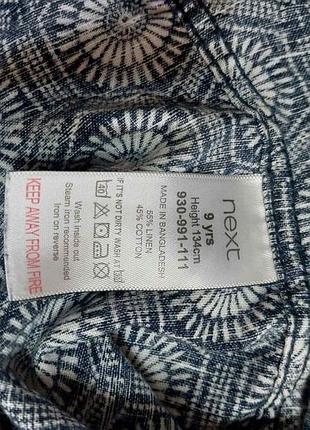 next
9 yrs
Height 134cm
930-991-111
MADE IN BANGLADESH
55% LINEN
45% COTTON
IF IT'S NOT DIRTY WASH AT
40
Wash inside out
Steam iron recommended
Iron on reverse
KEEP AWAY FROM FIRE